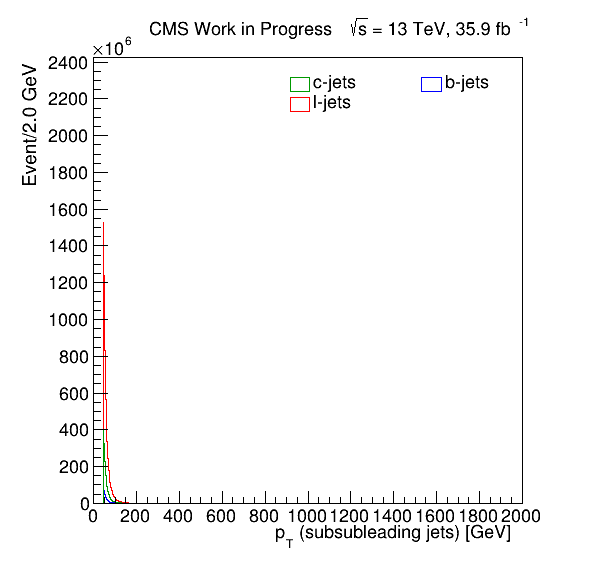 CMS Work in Progress √s = 13 TeV, 35.9 fb⁻¹
×10⁶
Event/2.0 GeV
2400
2200
2000
1800
1600
1400
1200
1000
800
600
400
200
0
c-jets b-jets
l-jets
0 200 400 600 800 1000 1200 1400 1600 1800 2000
p_T (subsubleading jets) [GeV]